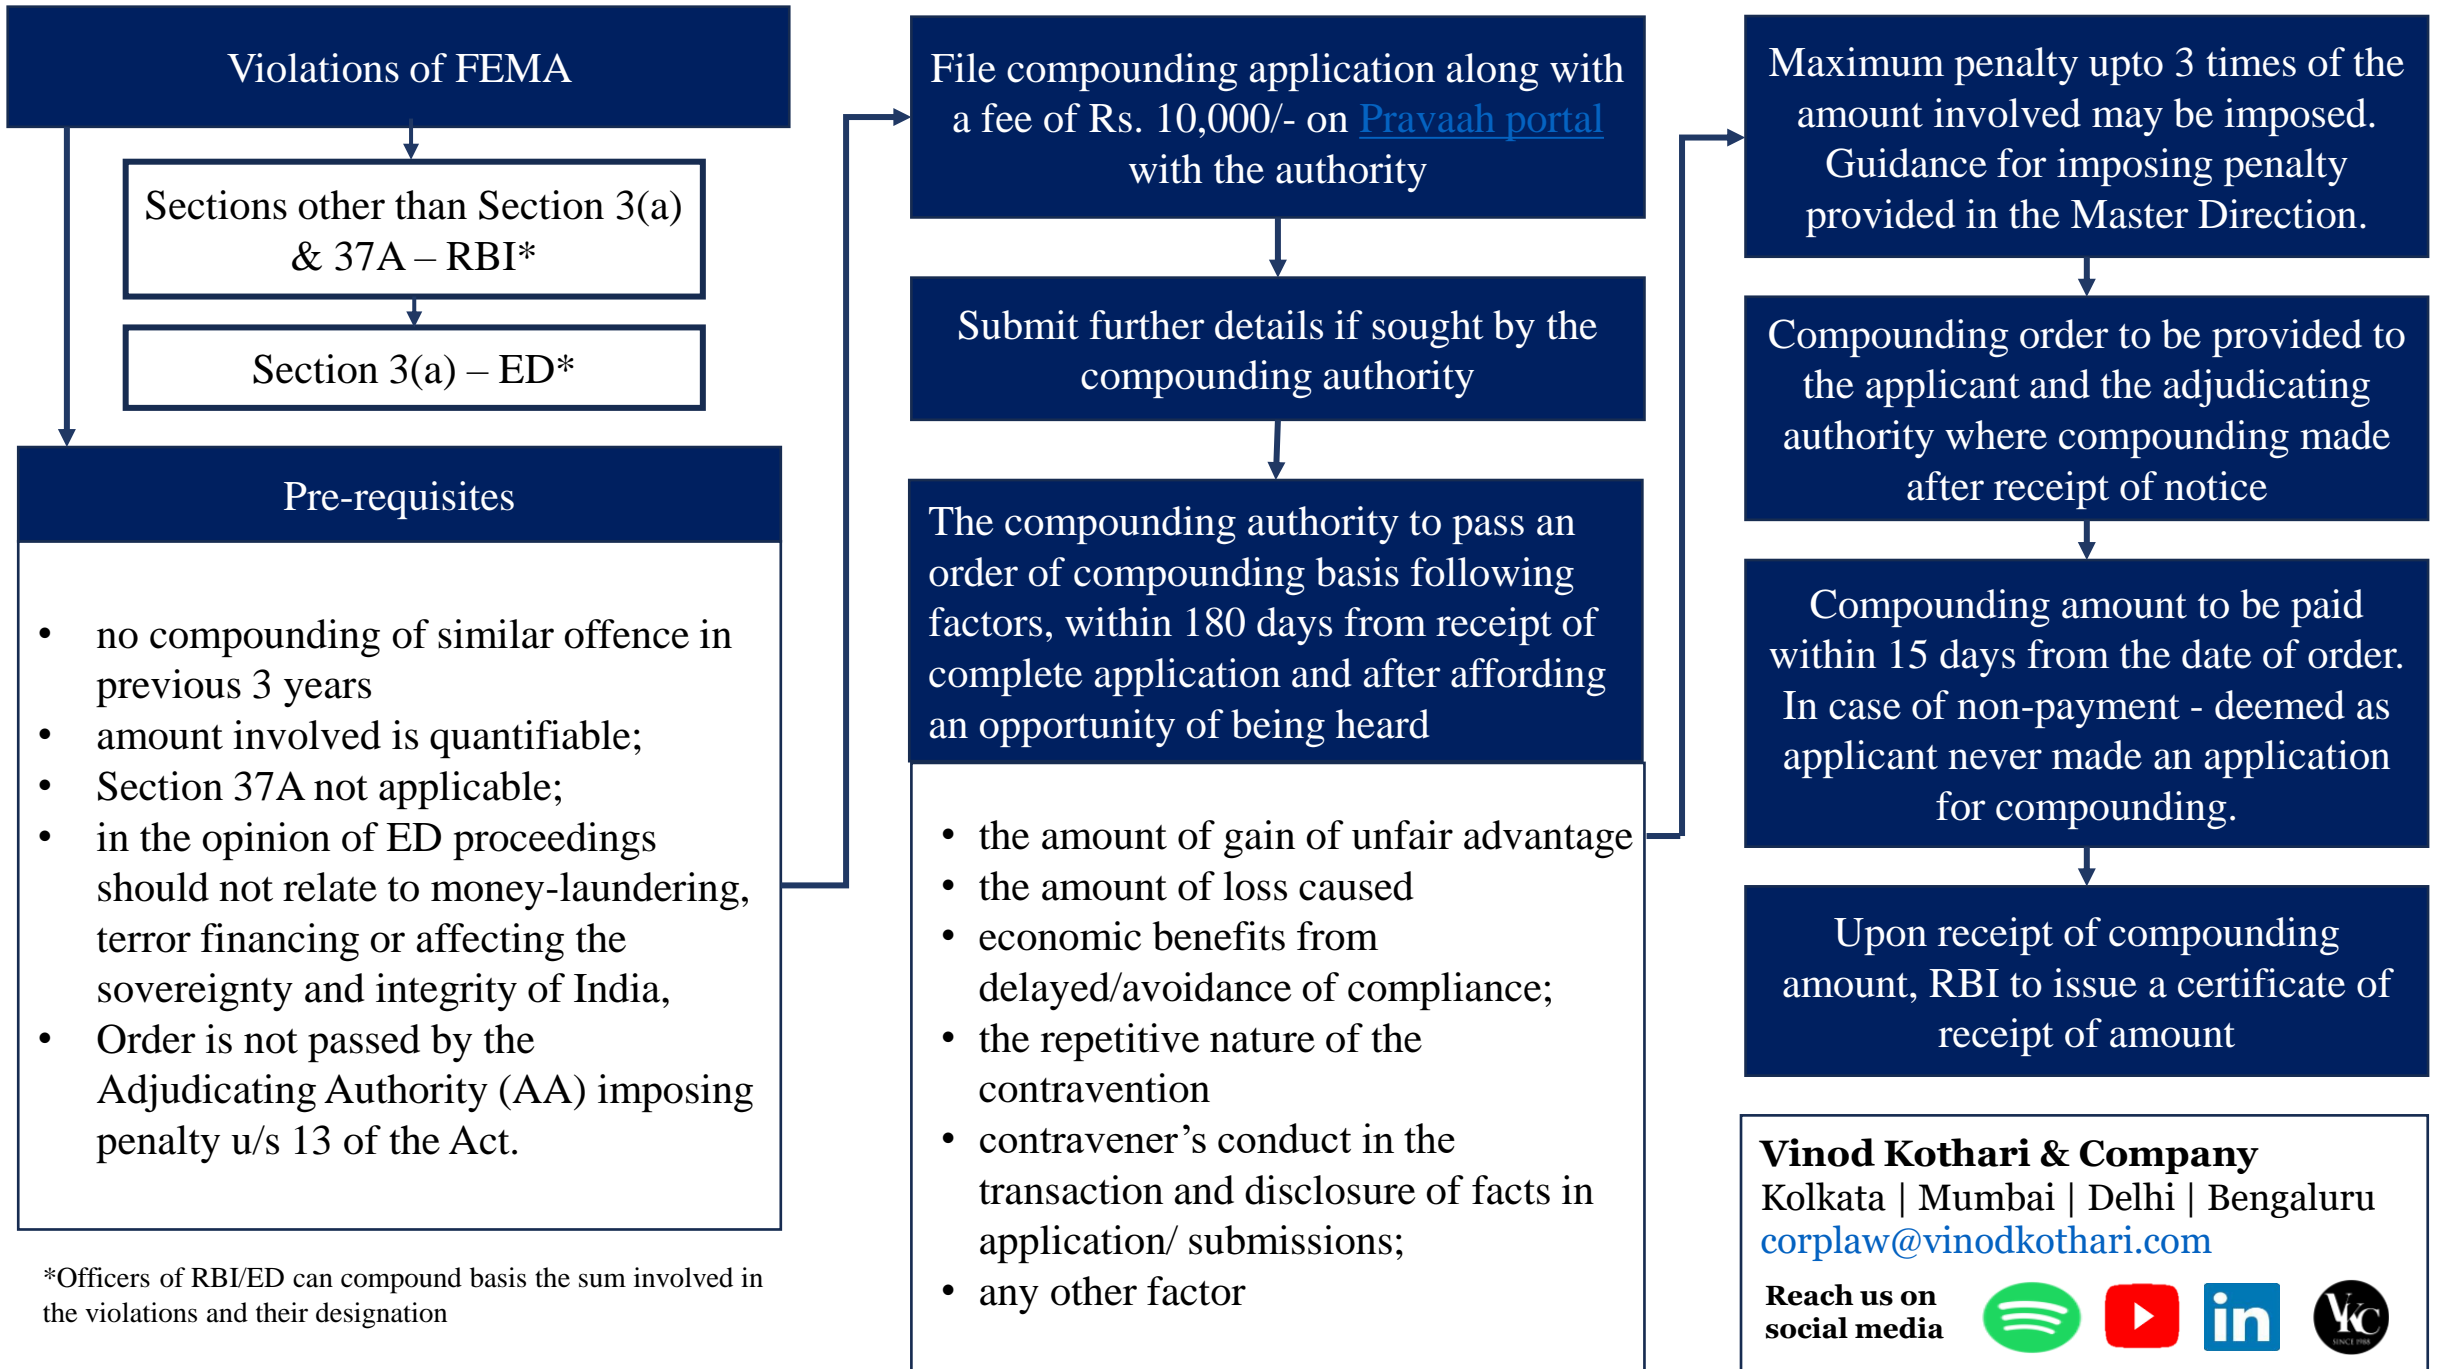 Violations of FEMA
Sections other than Section 3(a)
& 37A – RBI*
Section 3(a) – ED*
Pre-requisites
• no compounding of similar offence in
previous 3 years
• amount involved is quantifiable;
• Section 37A not applicable;
• in the opinion of ED proceedings
should not relate to money-laundering,
terror financing or affecting the
sovereignty and integrity of India,
• Order is not passed by the
Adjudicating Authority (AA) imposing
penalty u/s 13 of the Act.
*Officers of RBI/ED can compound basis the sum involved in
the violations and their designation
File compounding application along with
a fee of Rs. 10,000/- on Pravaah portal
with the authority
Submit further details if sought by the
compounding authority
The compounding authority to pass an
order of compounding basis following
factors, within 180 days from receipt of
complete application and after affording
an opportunity of being heard
• the amount of gain of unfair advantage
• the amount of loss caused
• economic benefits from
delayed/avoidance of compliance;
• the repetitive nature of the
contravention
• contravener’s conduct in the
transaction and disclosure of facts in
application/ submissions;
• any other factor
Maximum penalty upto 3 times of the
amount involved may be imposed.
Guidance for imposing penalty
provided in the Master Direction.
Compounding order to be provided to
the applicant and the adjudicating
authority where compounding made
after receipt of notice
Compounding amount to be paid
within 15 days from the date of order.
In case of non-payment - deemed as
applicant never made an application
for compounding.
Upon receipt of compounding
amount, RBI to issue a certificate of
receipt of amount
Vinod Kothari & Company
Kolkata | Mumbai | Delhi | Bengaluru
corplaw@vinodkothari.com
Reach us on
social media
in
VKC
SINCE 1988